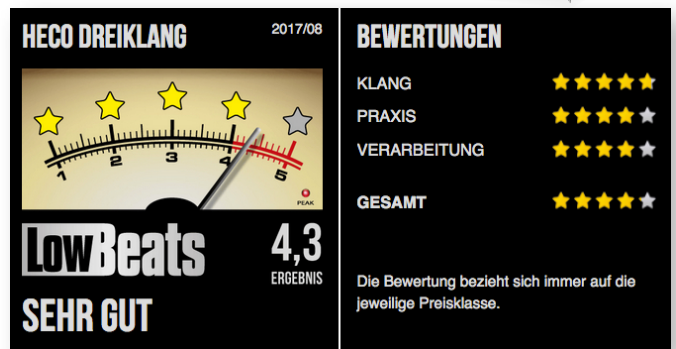 HECO DREIKLANG
2017/08
1 2 3 4 5
PEAK
LowBeats
4,3
ERGEBNIS
SEHR GUT
BEWERTUNGEN
KLANG
PRAXIS
VERARBEITUNG
GESAMT
Die Bewertung bezieht sich immer auf die
jeweilige Preisklasse.